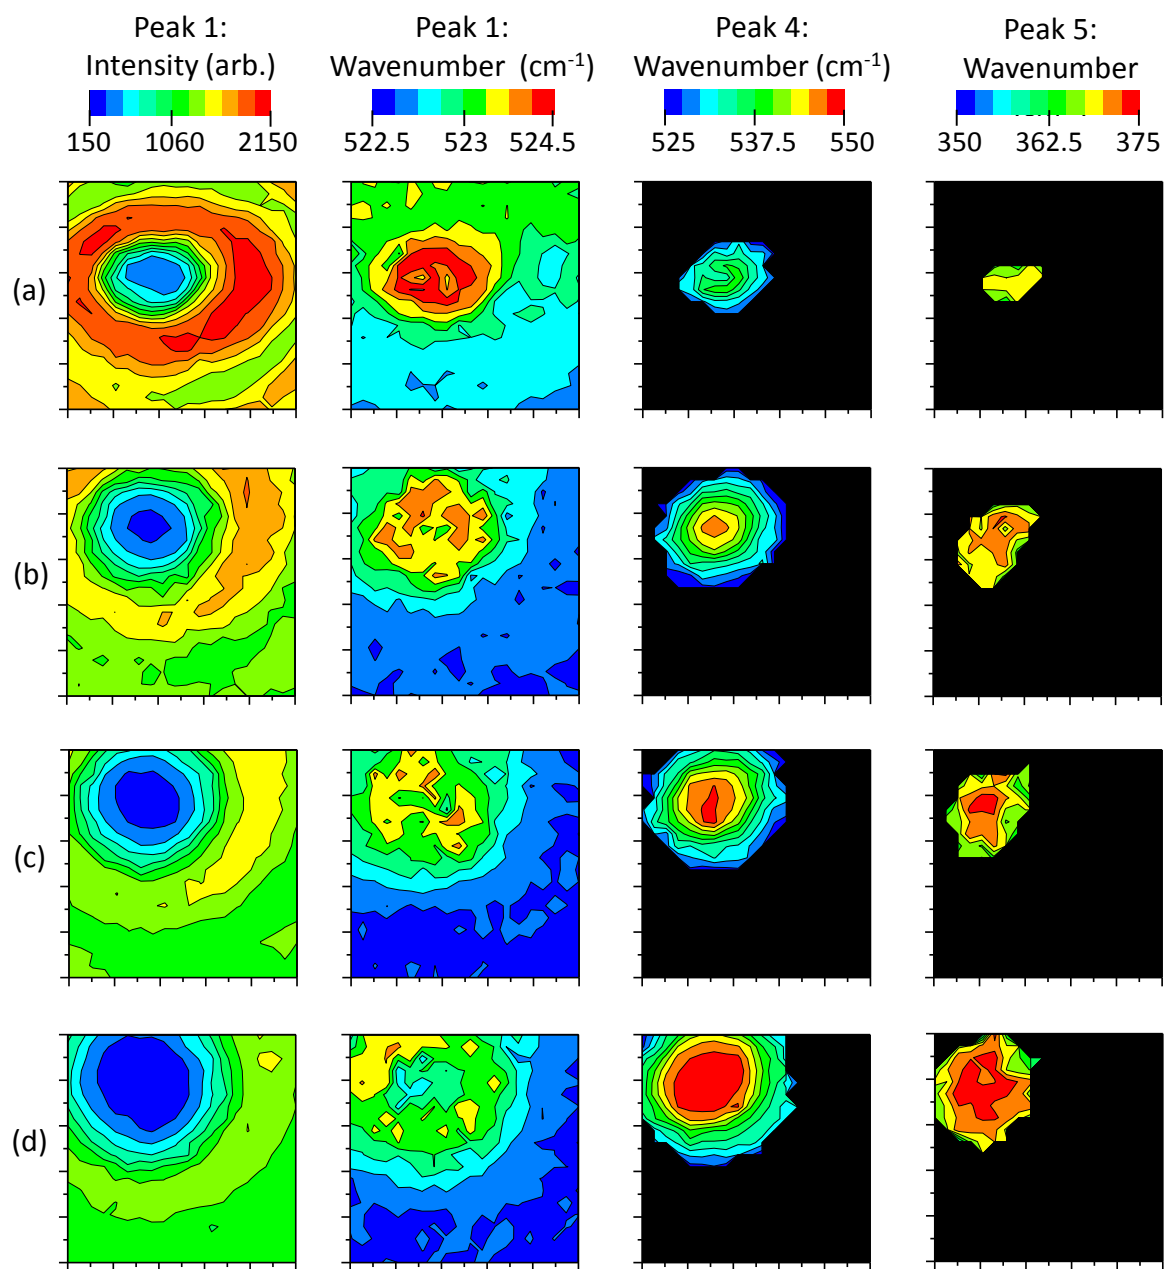 Peak 1:
Intensity (arb.)
150 1060 2150
Peak 1:
Wavenumber (cm-1)
522.5 523 524.5
Peak 4:
Wavenumber (cm-1)
525 537.5 550
Peak 5:
Wavenumber
350 362.5 375
(a)
(b)
(c)
(d)